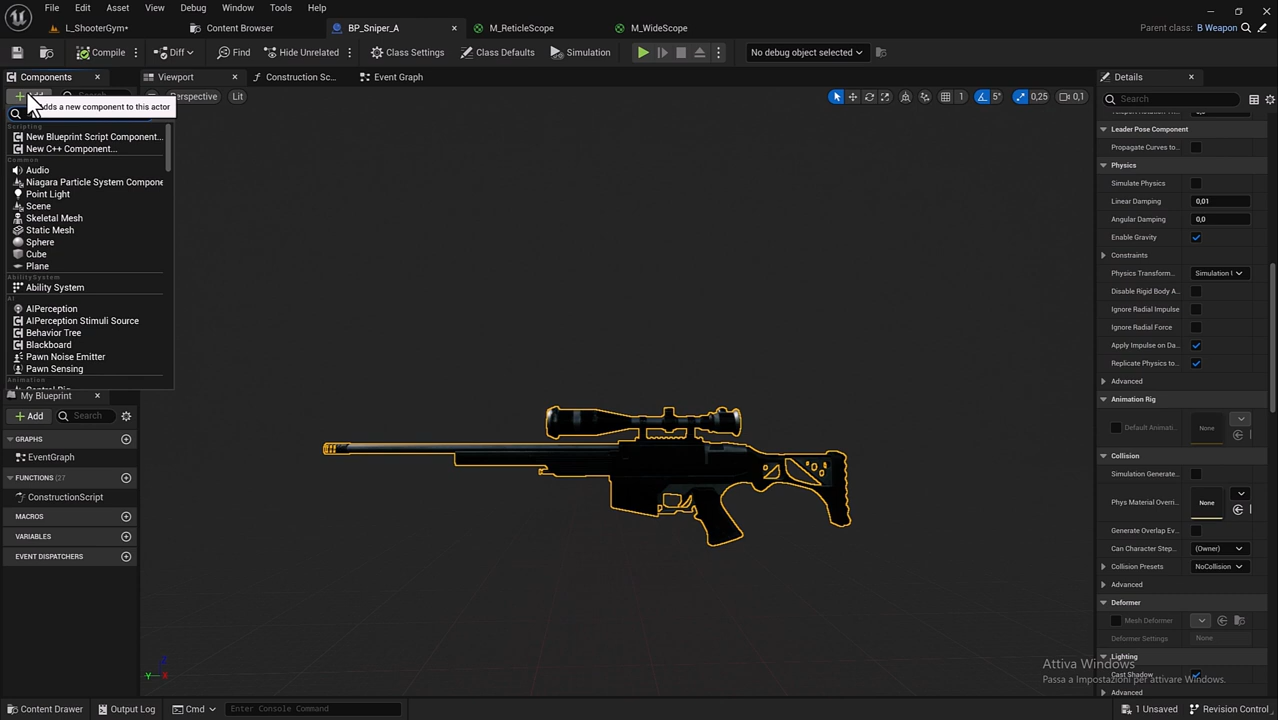 File Edit Asset View Debug Window Tools Help
L_ShooterGym*
Content Browser
BP_Sniper_A
M_ReticleScope
M_WideScope
Parent class: B Weapon
Compile
Diff
Find
Hide Unrelated
Class Settings
Class Defaults
Simulation
No debug object selected
Components
Viewport
Construction Sc...
Event Graph
Details
Perspective
Lit
1
5°
0,25
0,1
Search
Adds a new component to this actor
Scripting
New Blueprint Script Component...
New C++ Component...
Common
Audio
Niagara Particle System Compone
Point Light
Scene
Skeletal Mesh
Static Mesh
Sphere
Cube
Plane
AbilitySystem
Ability System
AI
AIPerception
AIPerception Stimuli Source
Behavior Tree
Blackboard
Pawn Noise Emitter
Pawn Sensing
Animation
My Blueprint
Add
Search
GRAPHS
EventGraph
FUNCTIONS (27
ConstructionScript
MACROS
VARIABLES
EVENT DISPATCHERS
Leader Pose Component
Propagate Curves to...
Physics
Simulate Physics
Linear Damping 0,01
Angular Damping 0,0
Enable Gravity
Constraints
Physics Transform... Simulation
Disable Rigid Body A...
Ignore Radial Impulse
Ignore Radial Force
Apply Impulse on Da...
Replicate Physics to...
Advanced
Animation Rig
Default Animati... None
Collision
Simulation Generate...
Phys Material Overri... None
Generate Overlap Ev...
Can Character Step... (Owner)
Collision Presets NoCollision
Advanced
Deformer
Mesh Deformer
Deformer Settings None
Lighting
Cast Shadow
Advanced
Attiva Windows
Passa a Impostazioni per attivare Windows.
Z
Y
X
Content Drawer
Output Log
Cmd
Enter Console Command
1 Unsaved
Revision Control